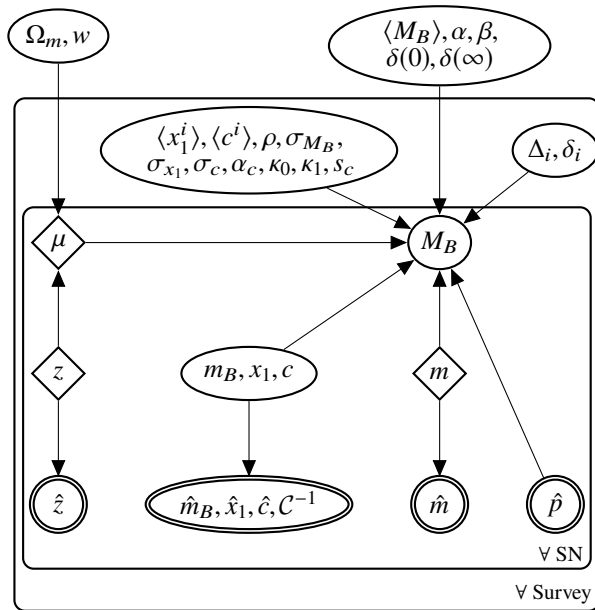 Ω_m, w
⟨M_B⟩, α, β,
δ(0), δ(∞)
⟨x_1^i⟩, ⟨c^i⟩, ρ, σ_{M_B},
σ_{x_1}, σ_c, α_c, κ_0, κ_1, s_c
Δ_i, δ_i
μ
M_B
z
m_B, x_1, c
m
ẑ
m̂_B, x̂_1, ĉ, C^{-1}
m̂
p̂
∀ SN
∀ Survey